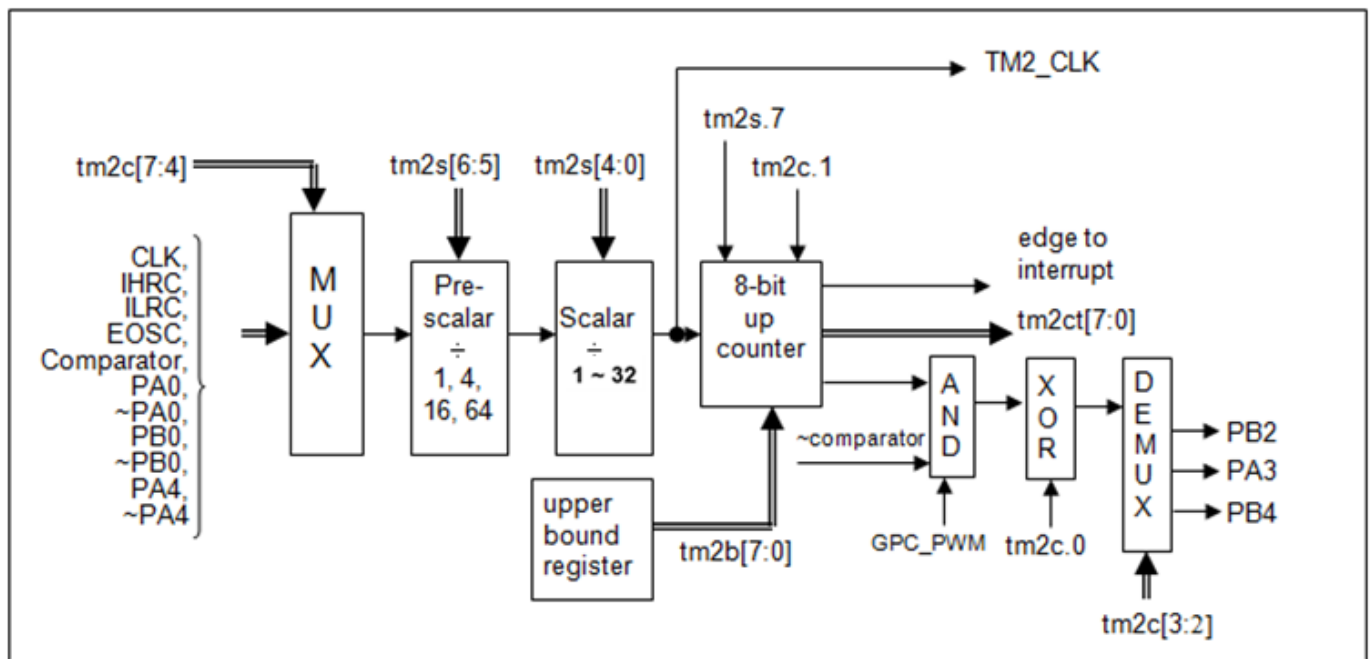 TM2_CLK
tm2s.7
tm2c[7:4]
tm2s[6:5]
tm2s[4:0]
tm2c.1
CLK,
IHRC,
ILRC,
EOSC,
Comparator,
PA0,
~PA0,
PB0,
~PB0,
PA4,
~PA4
M
U
X
Pre-
scalar
÷
1, 4,
16, 64
Scalar
÷
1 ~ 32
8-bit
up
counter
edge to
interrupt
tm2ct[7:0]
~comparator
A
N
D
X
O
R
D
E
M
U
X
PB2
PA3
PB4
upper
bound
register
tm2b[7:0]
GPC_PWM
tm2c.0
tm2c[3:2]